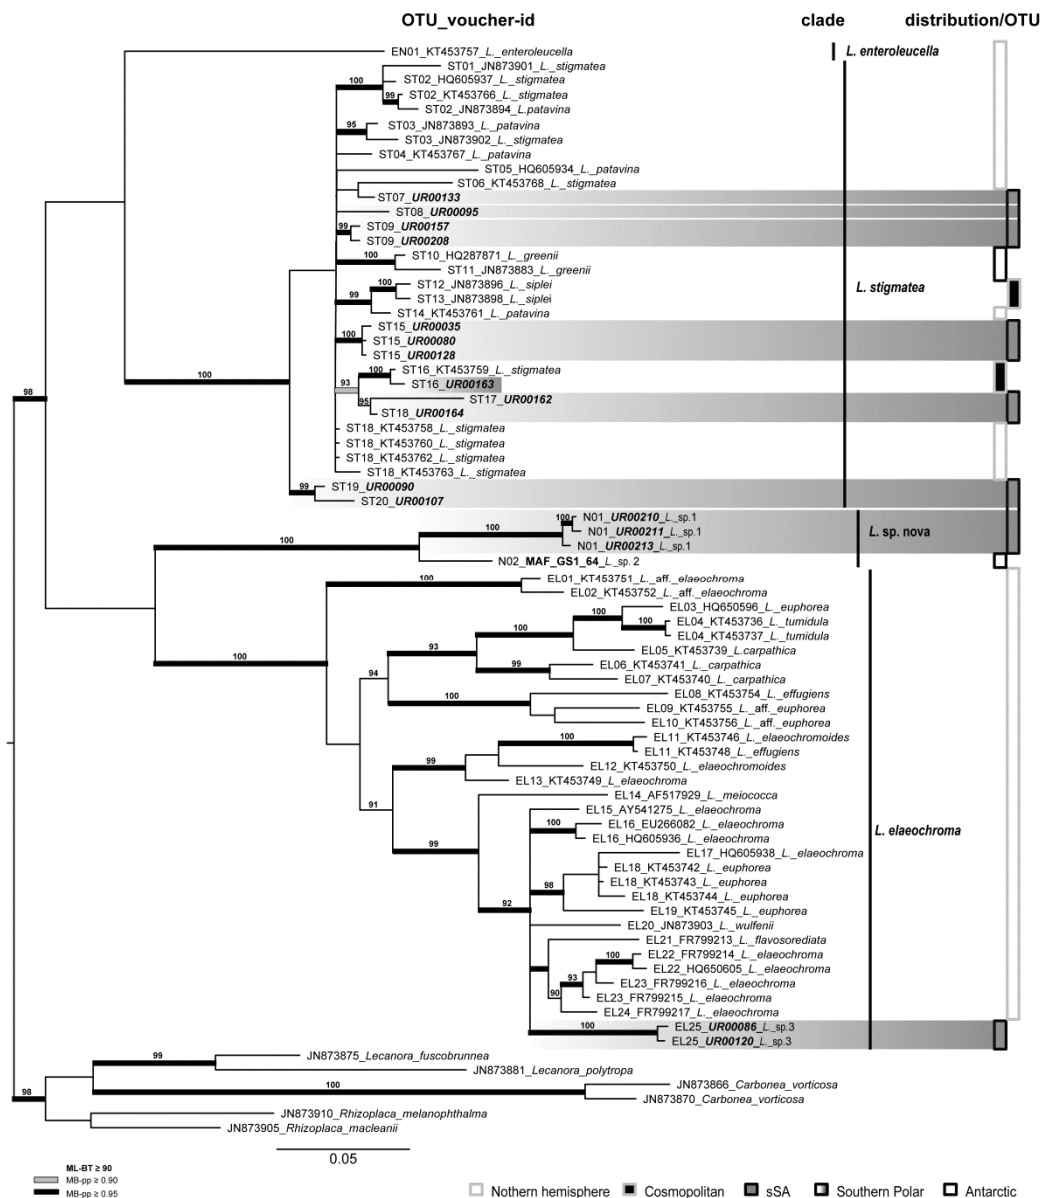 OTU_voucher-id clade distribution/OTU
EN01_KT453757_L._enteroleucella
L. enteroleucella
ST01_JN873901_L._stigmatea
100
ST02_HQ605937_L._stigmatea
99
ST02_KT453766_L._stigmatea
ST02_JN873894_L.patavina
95
ST03_JN873893_L._patavina
ST03_JN873902_L._stigmatea
ST04_KT453767_L._patavina
ST05_HQ605934_L._patavina
ST06_KT453768_L._stigmatea
ST07_UR00133
ST08_UR00095
99
ST09_UR00157
ST09_UR00208
100
ST10_HQ287871_L._greenii
ST11_JN873883_L._greenii
100
ST12_JN873896_L._siplei
L. stigmatea
99
ST13_JN873898_L._siplei
ST14_KT453761_L._patavina
ST15_UR00035
100
ST15_UR00080
ST15_UR00128
100
ST16_KT453759_L._stigmatea
100
93
ST16_UR00163
95
ST17_UR00162
ST18_UR00164
98
ST18_KT453758_L._stigmatea
ST18_KT453760_L._stigmatea
ST18_KT453762_L._stigmatea
ST18_KT453763_L._stigmatea
99
ST19_UR00090
ST20_UR00107
100
N01_UR00210_L._sp.1
100
N01_UR00211_L._sp.1
L. sp. nova
100
N01_UR00213_L._sp.1
N02_MAF_GS1_64_L._sp. 2
100
EL01_KT453751_L._aff._elaeochroma
EL02_KT453752_L._aff._elaeochroma
100
EL03_HQ650596_L._euphorea
100
100
EL04_KT453736_L._tumidula
EL04_KT453737_L._tumidula
93
EL05_KT453739_L.carpathica
100
99
EL06_KT453741_L._carpathica
94
EL07_KT453740_L._carpathica
100
EL08_KT453754_L._effugiens
EL09_KT453755_L._aff._euphorea
EL10_KT453756_L._aff._euphorea
100
EL11_KT453746_L._elaeochromoides
EL11_KT453748_L._effugiens
99
EL12_KT453750_L._elaeochromoides
EL13_KT453749_L._elaeochroma
91
EL14_AF517929_L._meiococca
EL15_AY541275_L._elaeochroma
100
EL16_EU266082_L._elaeochroma
L. elaeochroma
99
EL16_HQ605936_L._elaeochroma
EL17_HQ605938_L._elaeochroma
EL18_KT453742_L._euphorea
98
EL18_KT453743_L._euphorea
EL18_KT453744_L._euphorea
92
EL19_KT453745_L._euphorea
EL20_JN873903_L._wulfenii
EL21_FR799213_L._flavosorediata
100
EL22_FR799214_L._elaeochroma
EL22_HQ650605_L._elaeochroma
93
EL23_FR799216_L._elaeochroma
90
EL23_FR799215_L._elaeochroma
EL24_FR799217_L._elaeochroma
100
EL25_UR00086_L._sp.3
EL25_UR00120_L._sp.3
99
JN873875_Lecanora_fuscobrunnea
JN873881_Lecanora_polytropa
100
JN873866_Carbonea_vorticosa
98
JN873870_Carbonea_vorticosa
JN873910_Rhizoplaca_melanophthalma
JN873905_Rhizoplaca_macleanii
0.05
ML-BT ≥ 90
MB-pp ≥ 0.90
MB-pp ≥ 0.95
Nothern hemisphere Cosmopolitan sSA Southern Polar Antarctic